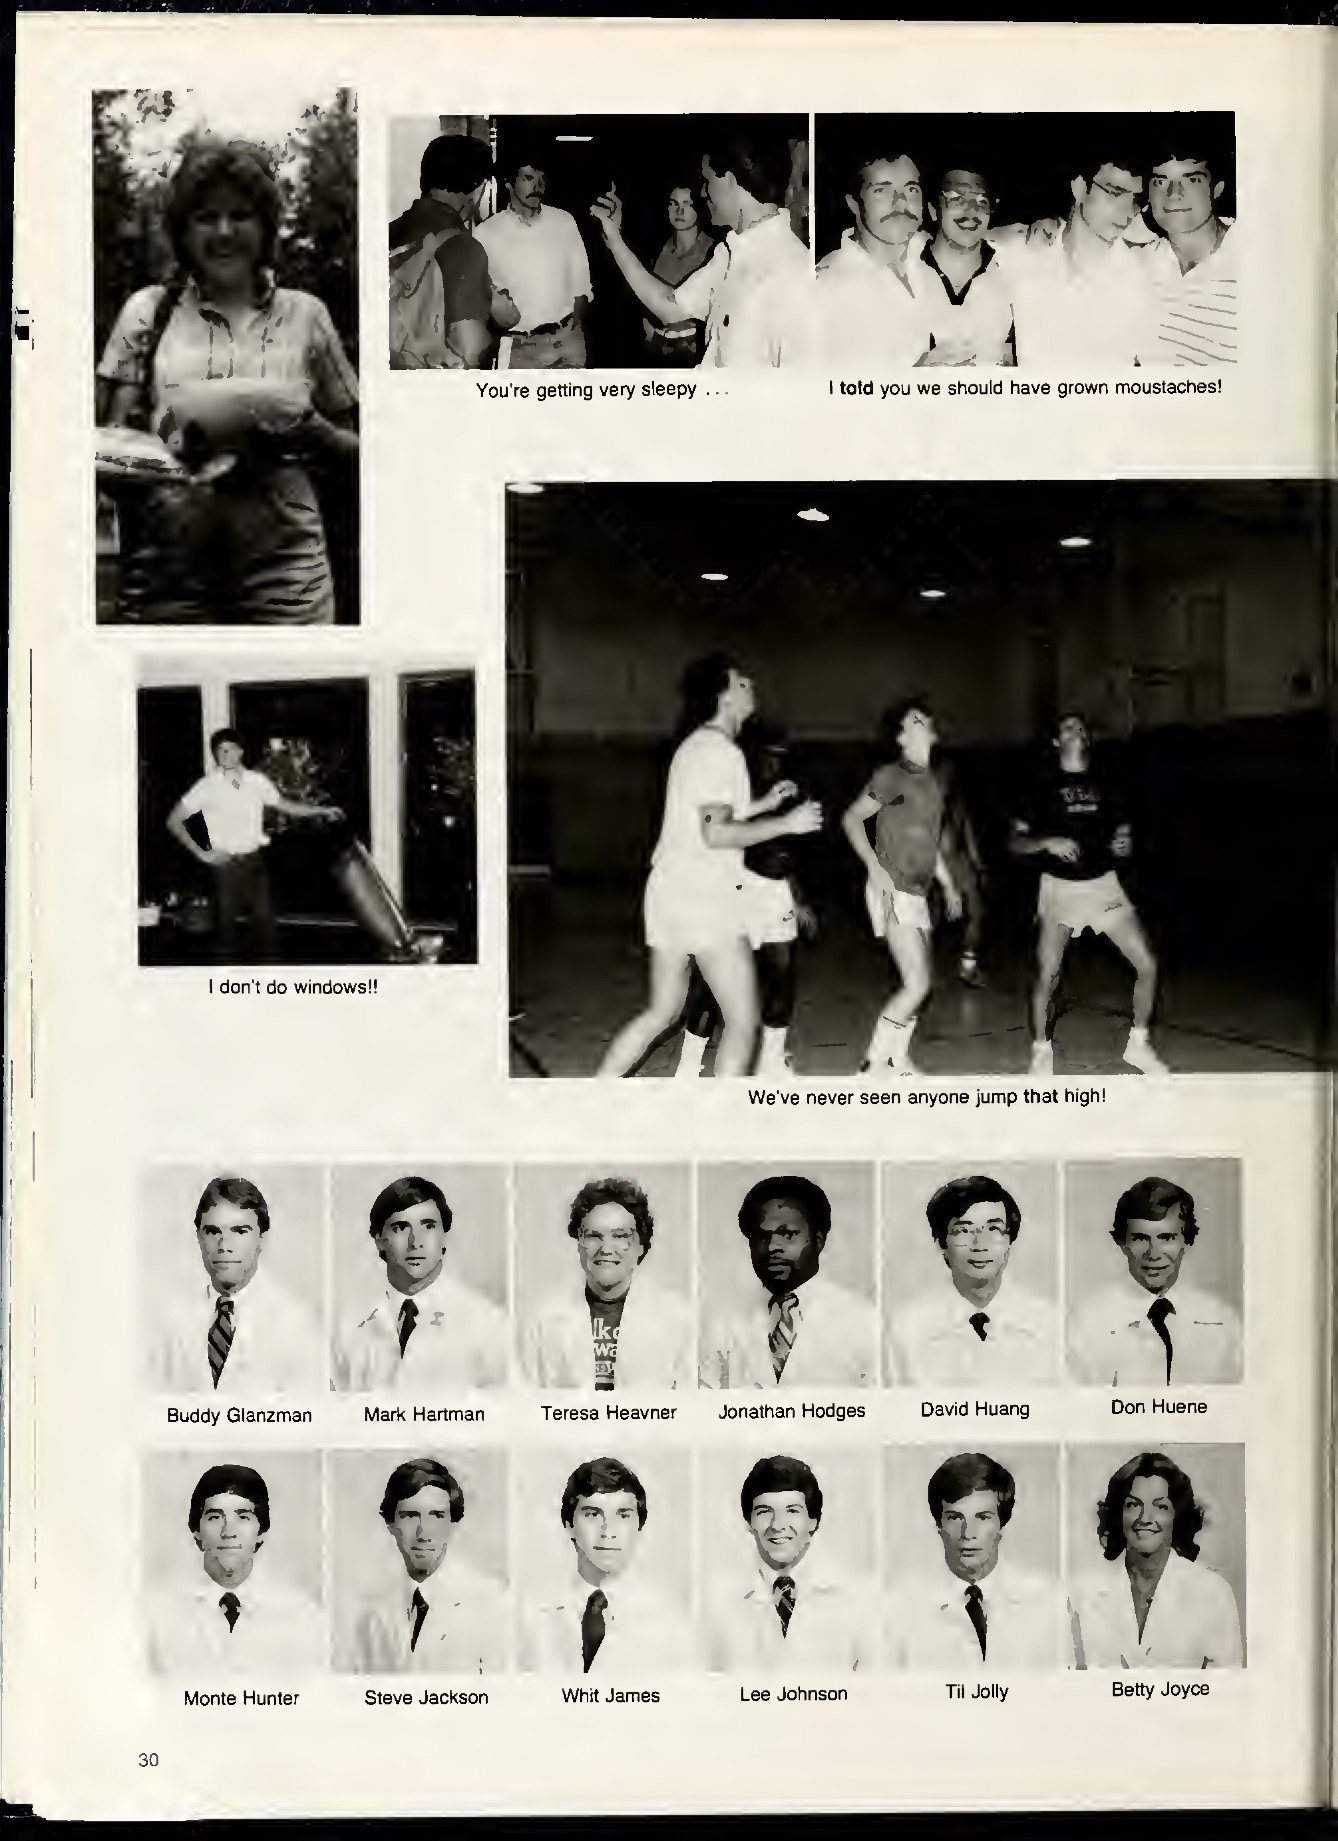 You're getting very sleepy ...
I told you we should have grown moustaches!
I don't do windows!!
We've never seen anyone jump that high!
Buddy Glanzman
Mark Hartman
Teresa Heavner
Jonathan Hodges
David Huang
Don Huene
Monte Hunter
Steve Jackson
Whit James
Lee Johnson
Til Jolly
Betty Joyce
30